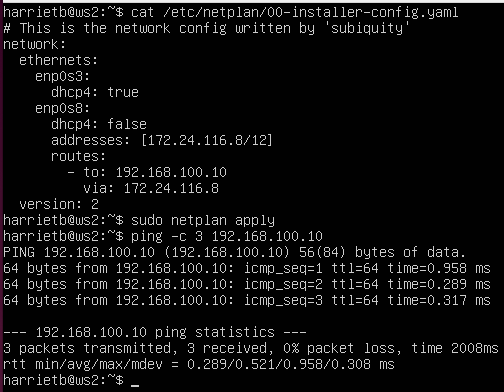 harrietb@ws2:~$ cat /etc/netplan/00-installer-config.yaml
# This is the network config written by 'subiquity'
network:
  ethernets:
    enp0s3:
      dhcp4: true
    enp0s8:
      dhcp4: false
      addresses: [172.24.116.8/12]
      routes:
        - to: 192.168.100.10
          via: 172.24.116.8
  version: 2
harrietb@ws2:~$ sudo netplan apply
harrietb@ws2:~$ ping -c 3 192.168.100.10
PING 192.168.100.10 (192.168.100.10) 56(84) bytes of data.
64 bytes from 192.168.100.10: icmp_seq=1 ttl=64 time=0.958 ms
64 bytes from 192.168.100.10: icmp_seq=2 ttl=64 time=0.289 ms
64 bytes from 192.168.100.10: icmp_seq=3 ttl=64 time=0.317 ms

--- 192.168.100.10 ping statistics ---
3 packets transmitted, 3 received, 0% packet loss, time 2008ms
rtt min/avg/max/mdev = 0.289/0.521/0.958/0.308 ms
harrietb@ws2:~$ _